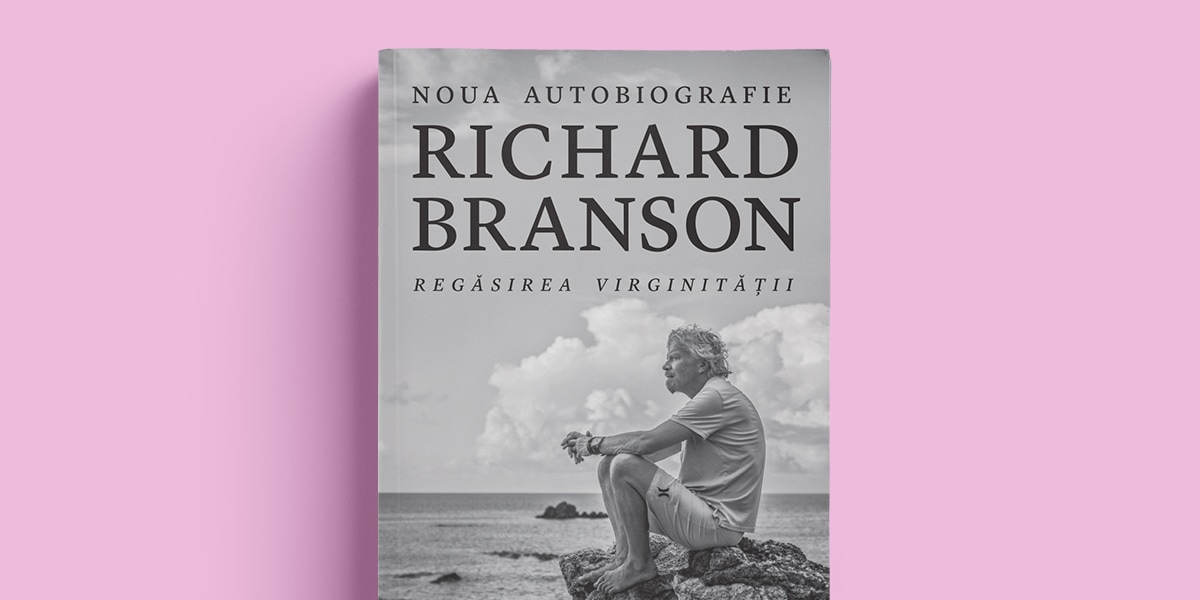 NOUA AUTOBIOGRAFIE
RICHARD
BRANSON
REGĂSIREA VIRGINITĂȚII